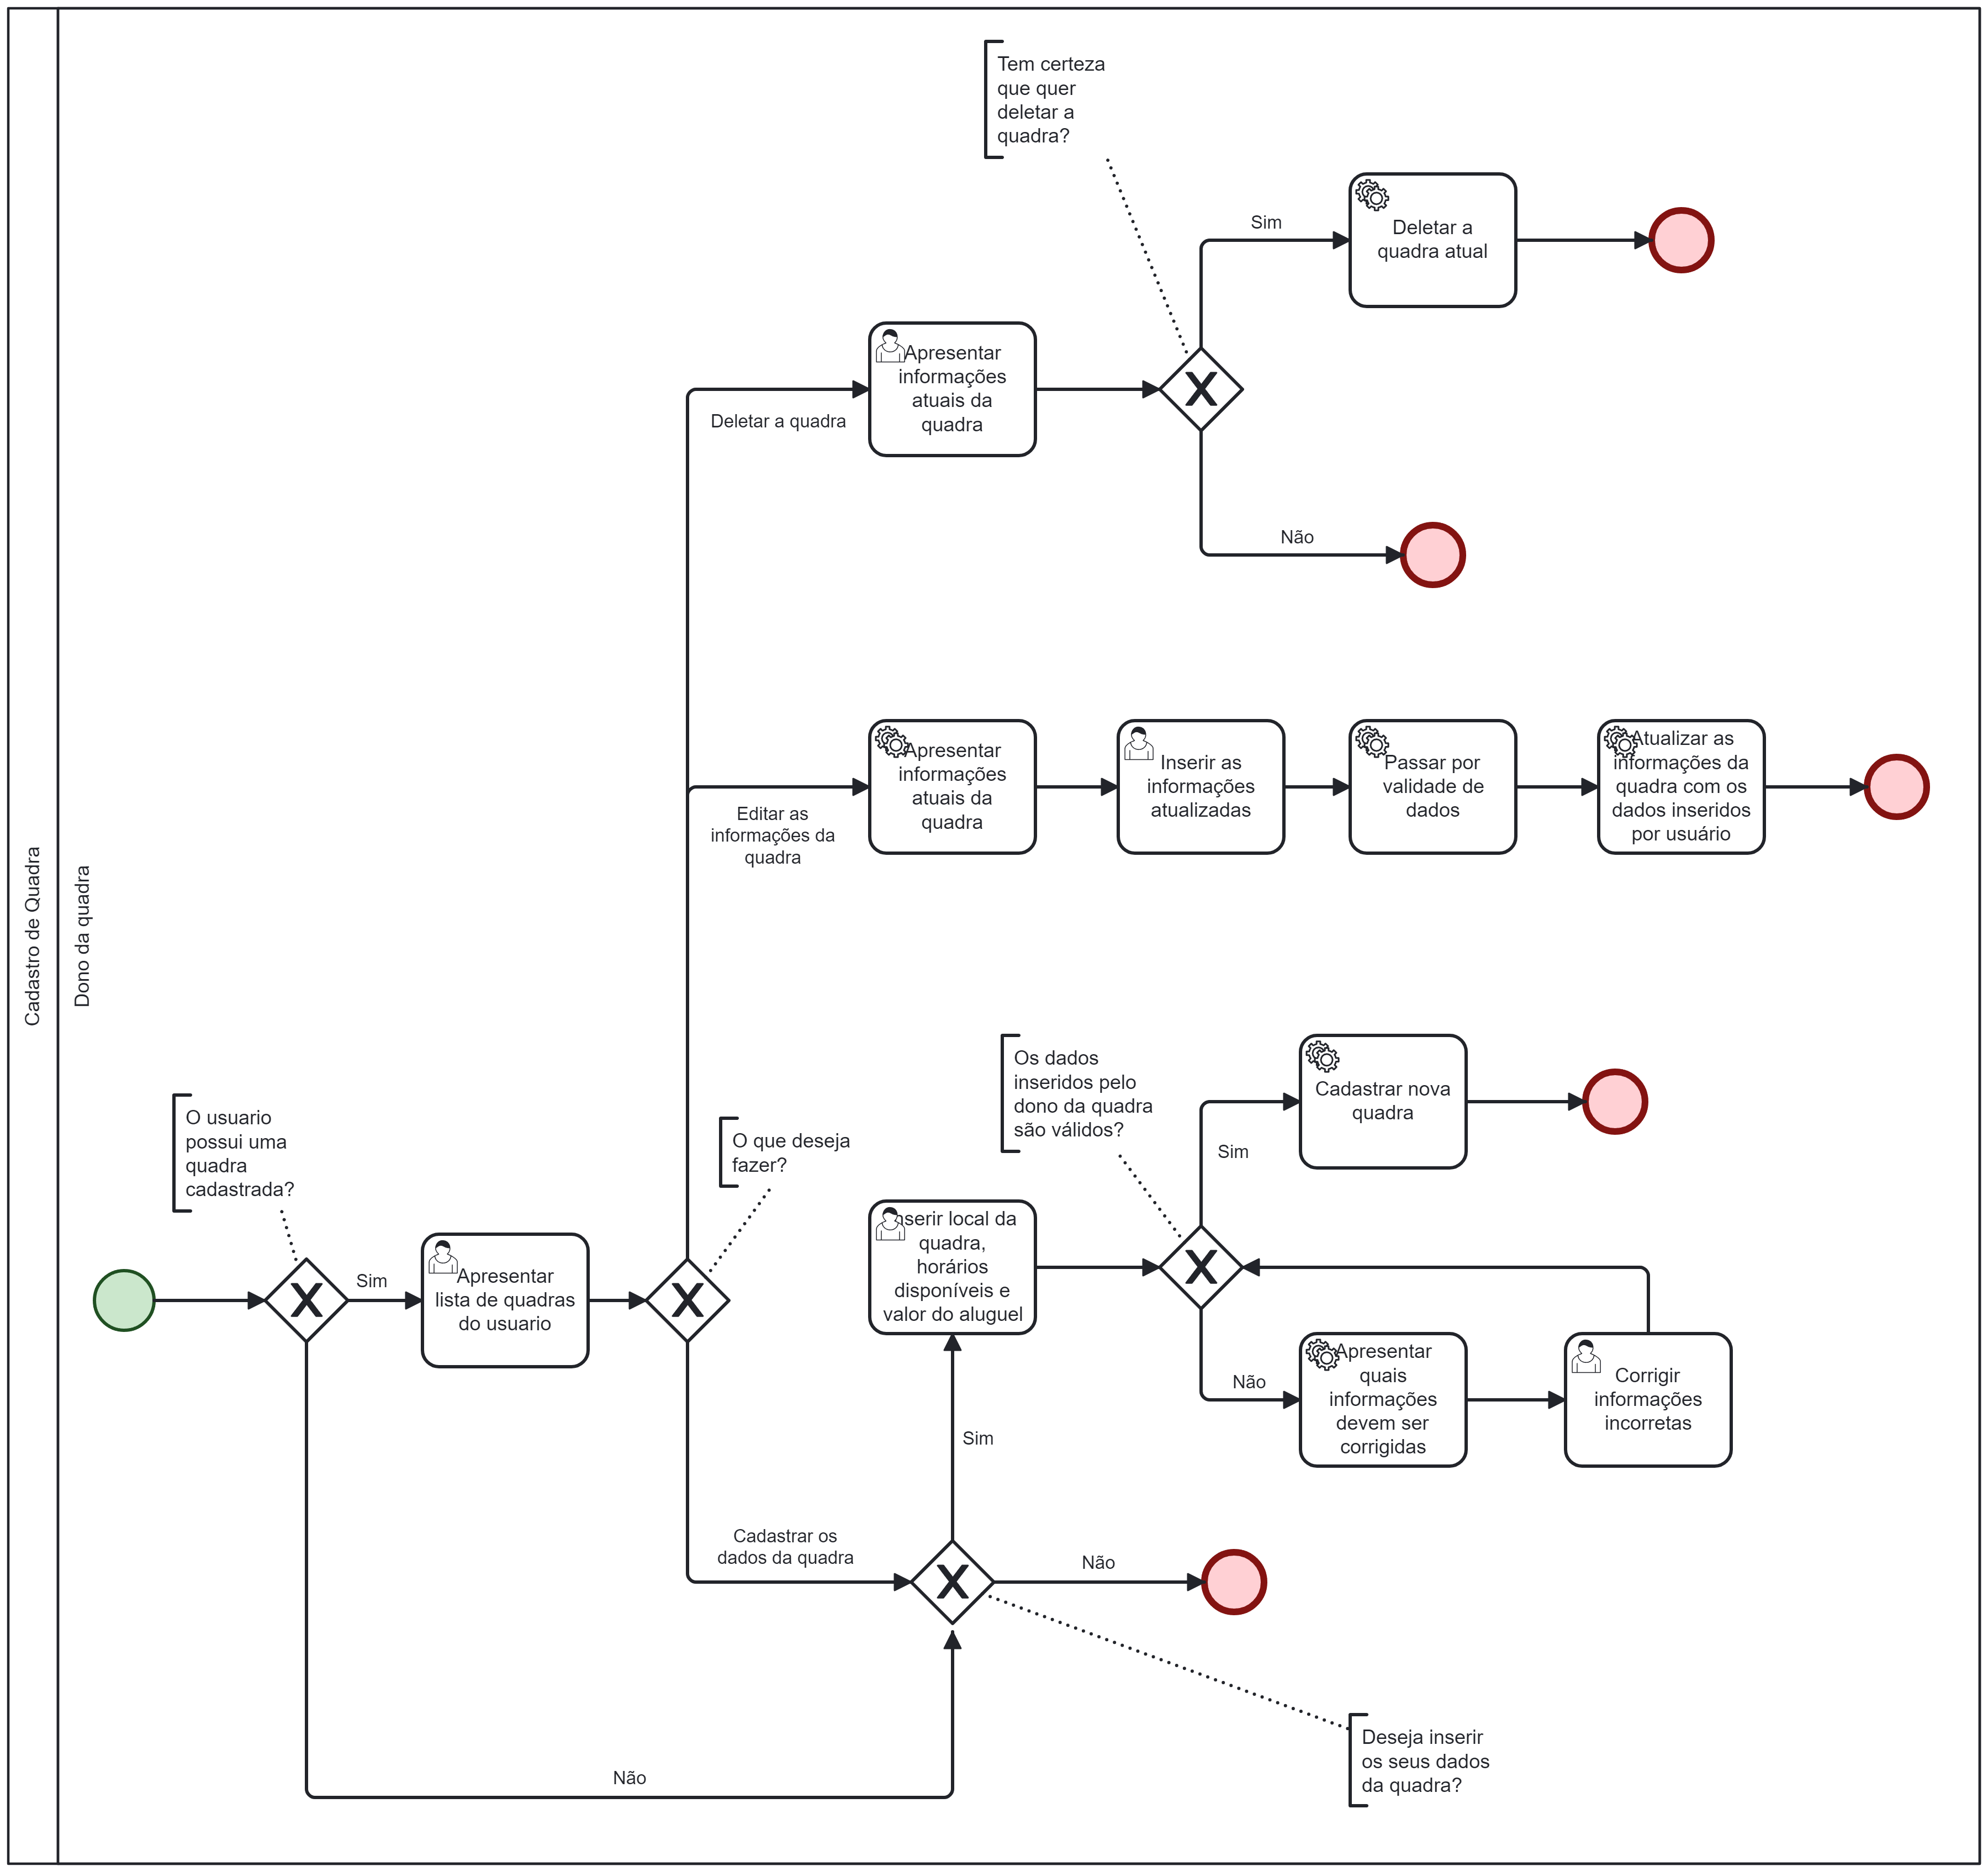 Cadastro de Quadra
Dono da quadra
Tem certeza
que quer
deletar a
quadra?
Sim
Deletar a
quadra atual
Apresentar
informações
atuais da
quadra
Deletar a quadra
Não
Apresentar
informações
atuais da
quadra
Inserir as
informações
atualizadas
Passar por
validade de
dados
Atualizar as
informações da
quadra com os
dados inseridos
por usuário
Editar as
informações da
quadra
Os dados
inseridos pelo
dono da quadra
são válidos?
Cadastrar nova
quadra
Sim
O usuario
possui uma
quadra
cadastrada?
O que deseja
fazer?
Inserir local da
quadra,
horários
disponíveis e
valor do aluguel
Sim
Apresentar
lista de quadras
do usuario
Não
Apresentar
quais
informações
devem ser
corrigidas
Corrigir
informações
incorretas
Sim
Cadastrar os
dados da quadra
Não
Deseja inserir
os seus dados
da quadra?
Não